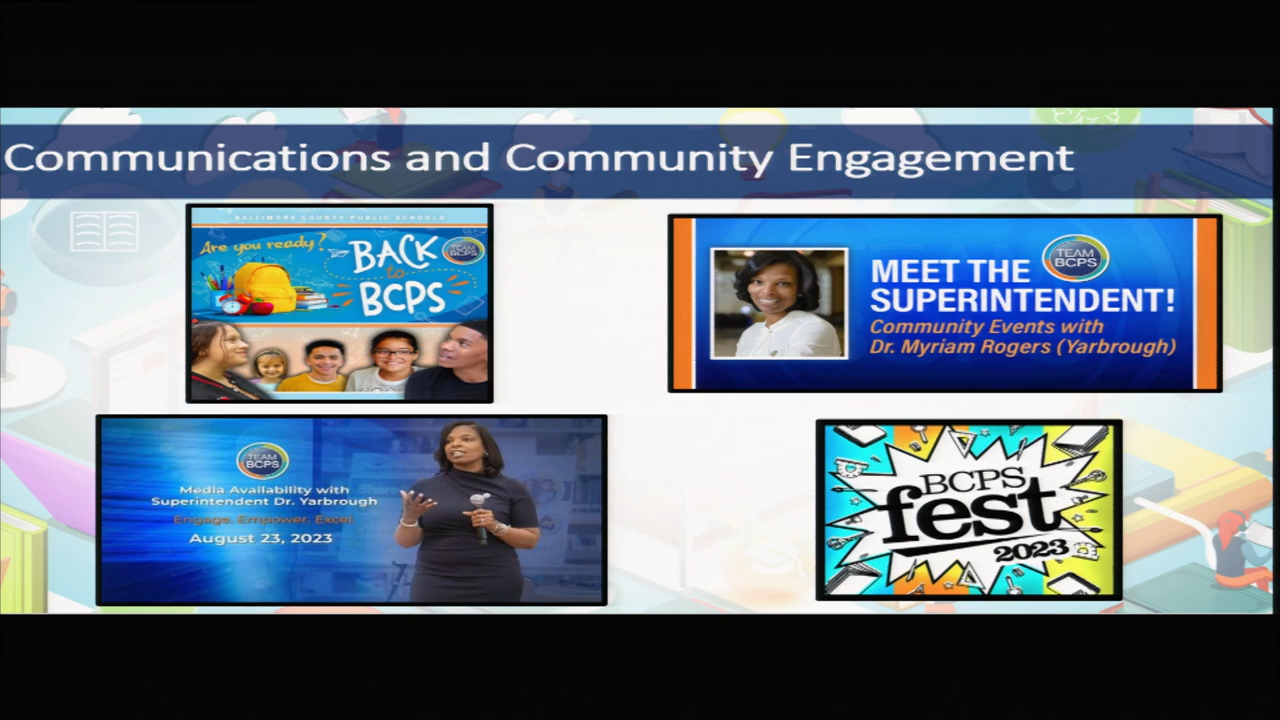 Communications and Community Engagement
BALTIMORE COUNTY PUBLIC SCHOOLS
Are you ready?
BACK
to
BCPS
TEAM
BCPS
MEET THE
SUPERINTENDENT!
TEAM
BCPS
Community Events with
Dr. Myriam Rogers (Yarbrough)
TEAM
BCPS
Media Availability with
Superintendent Dr. Yarbrough
Engage. Empower. Excel
August 23, 2023
BCPS
fest
2023